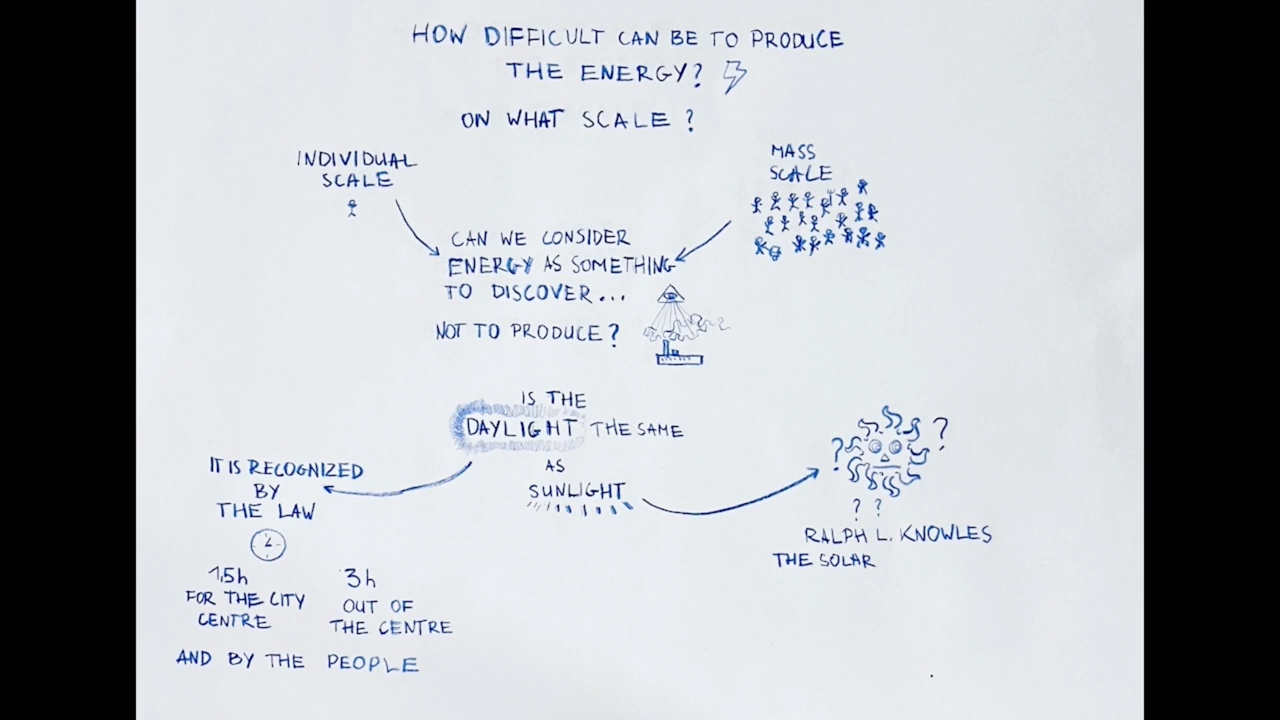 HOW DIFFICULT CAN BE TO PRODUCE
THE ENERGY?
ON WHAT SCALE ?
INDIVIDUAL
SCALE
MASS
SCALE
CAN WE CONSIDER
ENERGY AS SOMETHING
TO DISCOVER...
NOT TO PRODUCE?
IS THE
DAYLIGHT THE SAME
AS
SUNLIGHT
IT IS RECOGNIZED
BY
THE LAW
1,5h
FOR THE CITY
CENTRE
3h
OUT OF
THE CENTRE
AND BY THE PEOPLE
? ?
? ?
RALPH L. KNOWLES
THE SOLAR